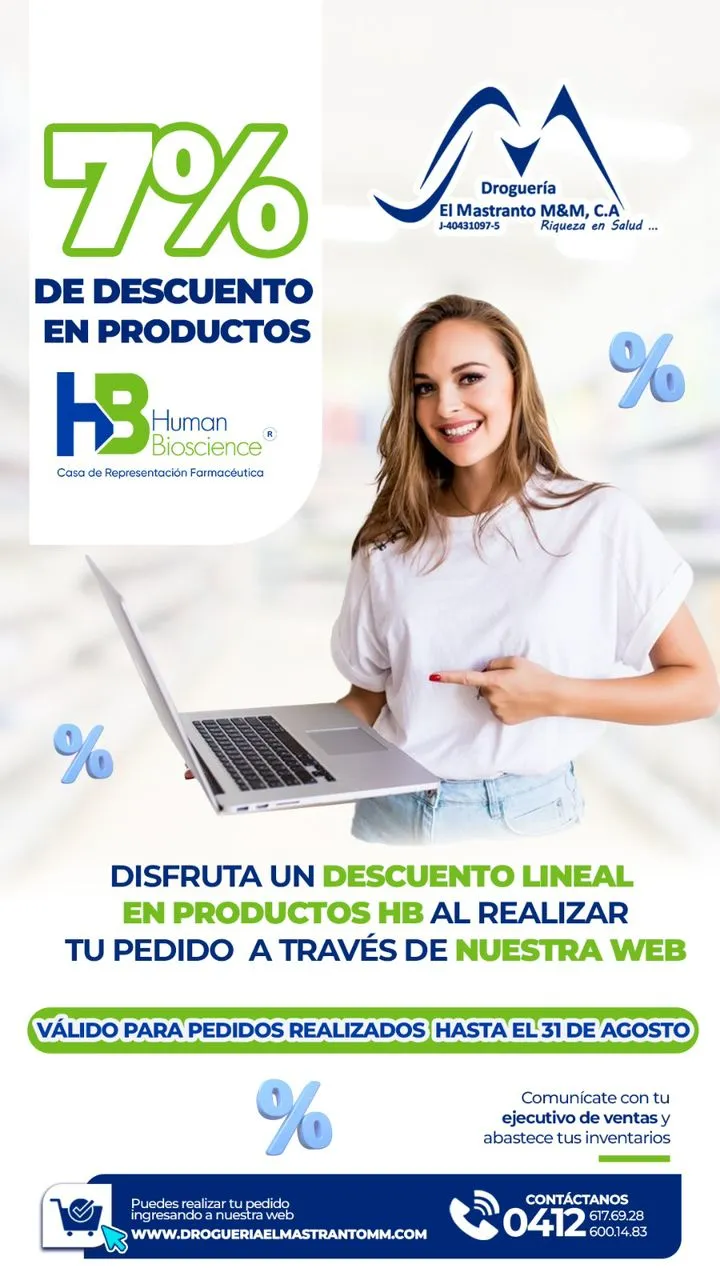 7%
DE DESCUENTO
EN PRODUCTOS
HB Human
Bioscience ®
Casa de Representación Farmacéutica
Droguería
El Mastranto M&M, C.A
J-40431097-5
Riqueza en Salud ...
%
%
DISFRUTA UN DESCUENTO LINEAL
EN PRODUCTOS HB AL REALIZAR
TU PEDIDO A TRAVÉS DE NUESTRA WEB
VÁLIDO PARA PEDIDOS REALIZADOS HASTA EL 31 DE AGOSTO
%
Comunícate con tu
ejecutivo de ventas y
abastece tus inventarios
Puedes realizar tu pedido
ingresando a nuestra web
WWW.DROGUERIAELMASTRANTOMM.COM
CONTÁCTANOS
0412 617.69.28
600.14.83